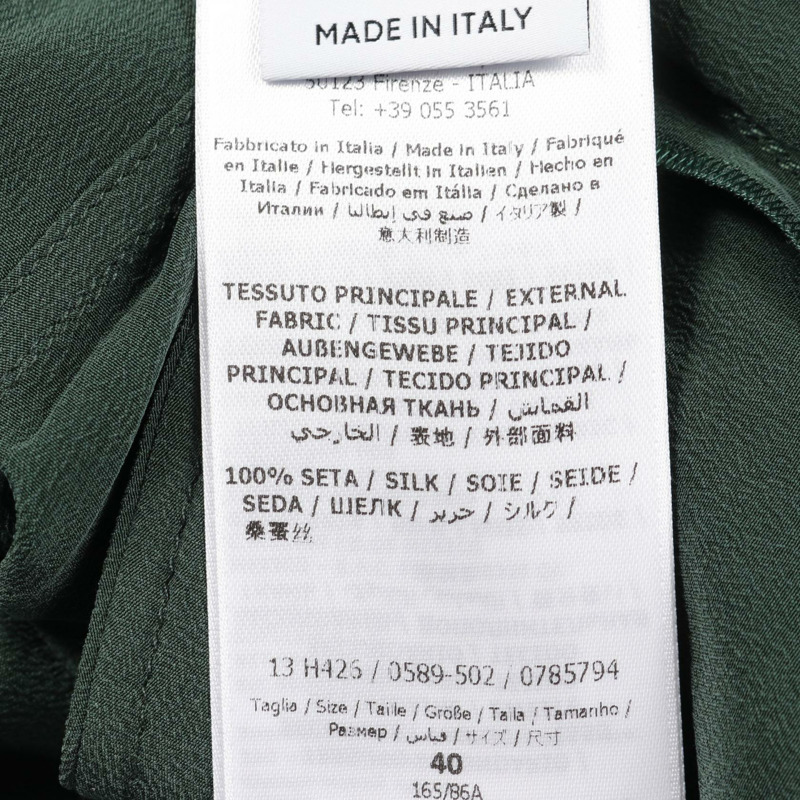 MADE IN ITALY
50123 Firenze - ITALIA
Tel: +39 055 3561
Fabbricato in Italia / Made in Italy / Fabriqué
en Italie / Hergestellt in Italien / Hecho en
Italia / Fabricado em Itália / Сделано в
Италии / صنع في إيطاليا / イタリア製 /
意大利制造
TESSUTO PRINCIPALE / EXTERNAL
FABRIC / TISSU PRINCIPAL /
AUßENGEWEBE / TEJIDO
PRINCIPAL / TECIDO PRINCIPAL /
ОСНОВНАЯ ТКАНЬ / القماش
الخارجي / 表地 / 外部面料
100% SETA / SILK / SOIE / SEIDE /
SEDA / ШЕЛК / حرير / シルク /
桑蚕丝
13 H426 / 0589-502 / 0785794
Taglia / Size / Taille / Größe / Talla / Tamanho /
Размер / قياس / サイズ / 尺寸
40
165/86A